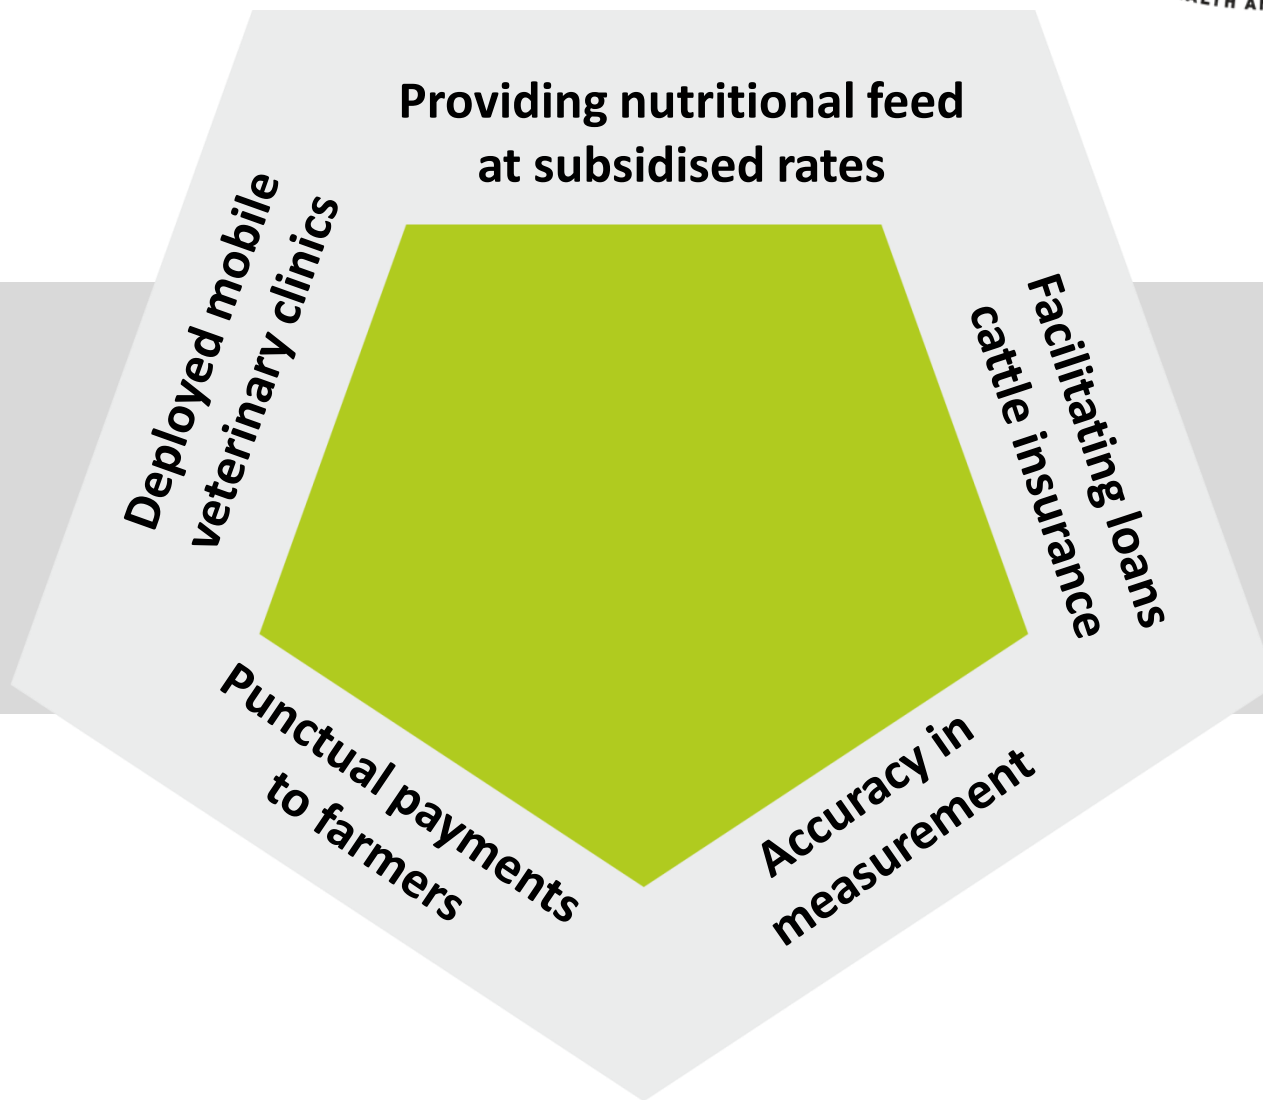 Providing nutritional feed
at subsidised rates
Deployed mobile
veterinary clinics
Facilitating loans
cattle insurance
Punctual payments
to farmers
Accuracy in
measurement